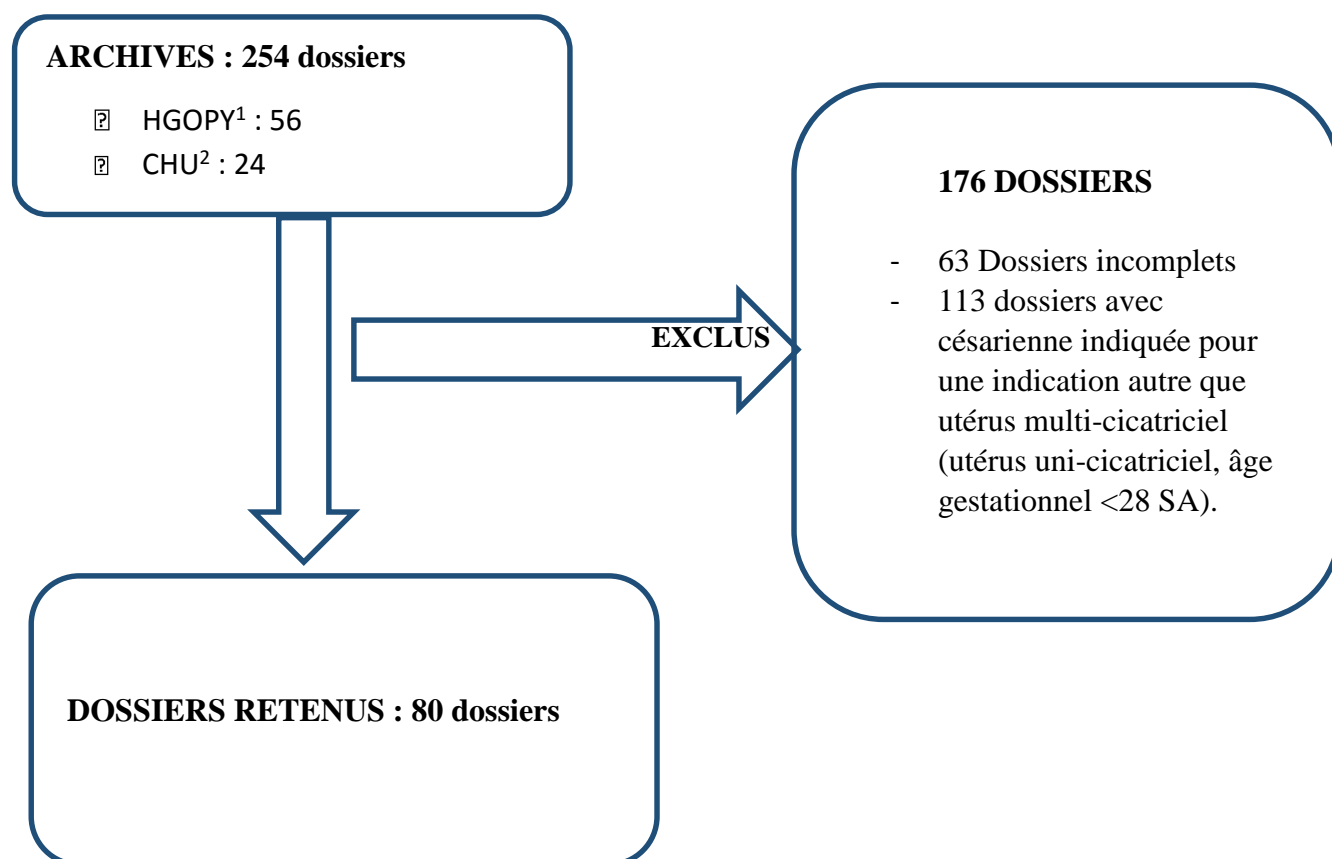 ARCHIVES : 254 dossiers
HGOPY¹ : 56
CHU² : 24
EXCLUS
176 DOSSIERS
- 63 Dossiers incomplets
- 113 dossiers avec
césarienne indiquée pour
une indication autre que
utérus multi-cicatriciel
(utérus uni-cicatriciel, âge
gestationnel <28 SA).
DOSSIERS RETENUS : 80 dossiers